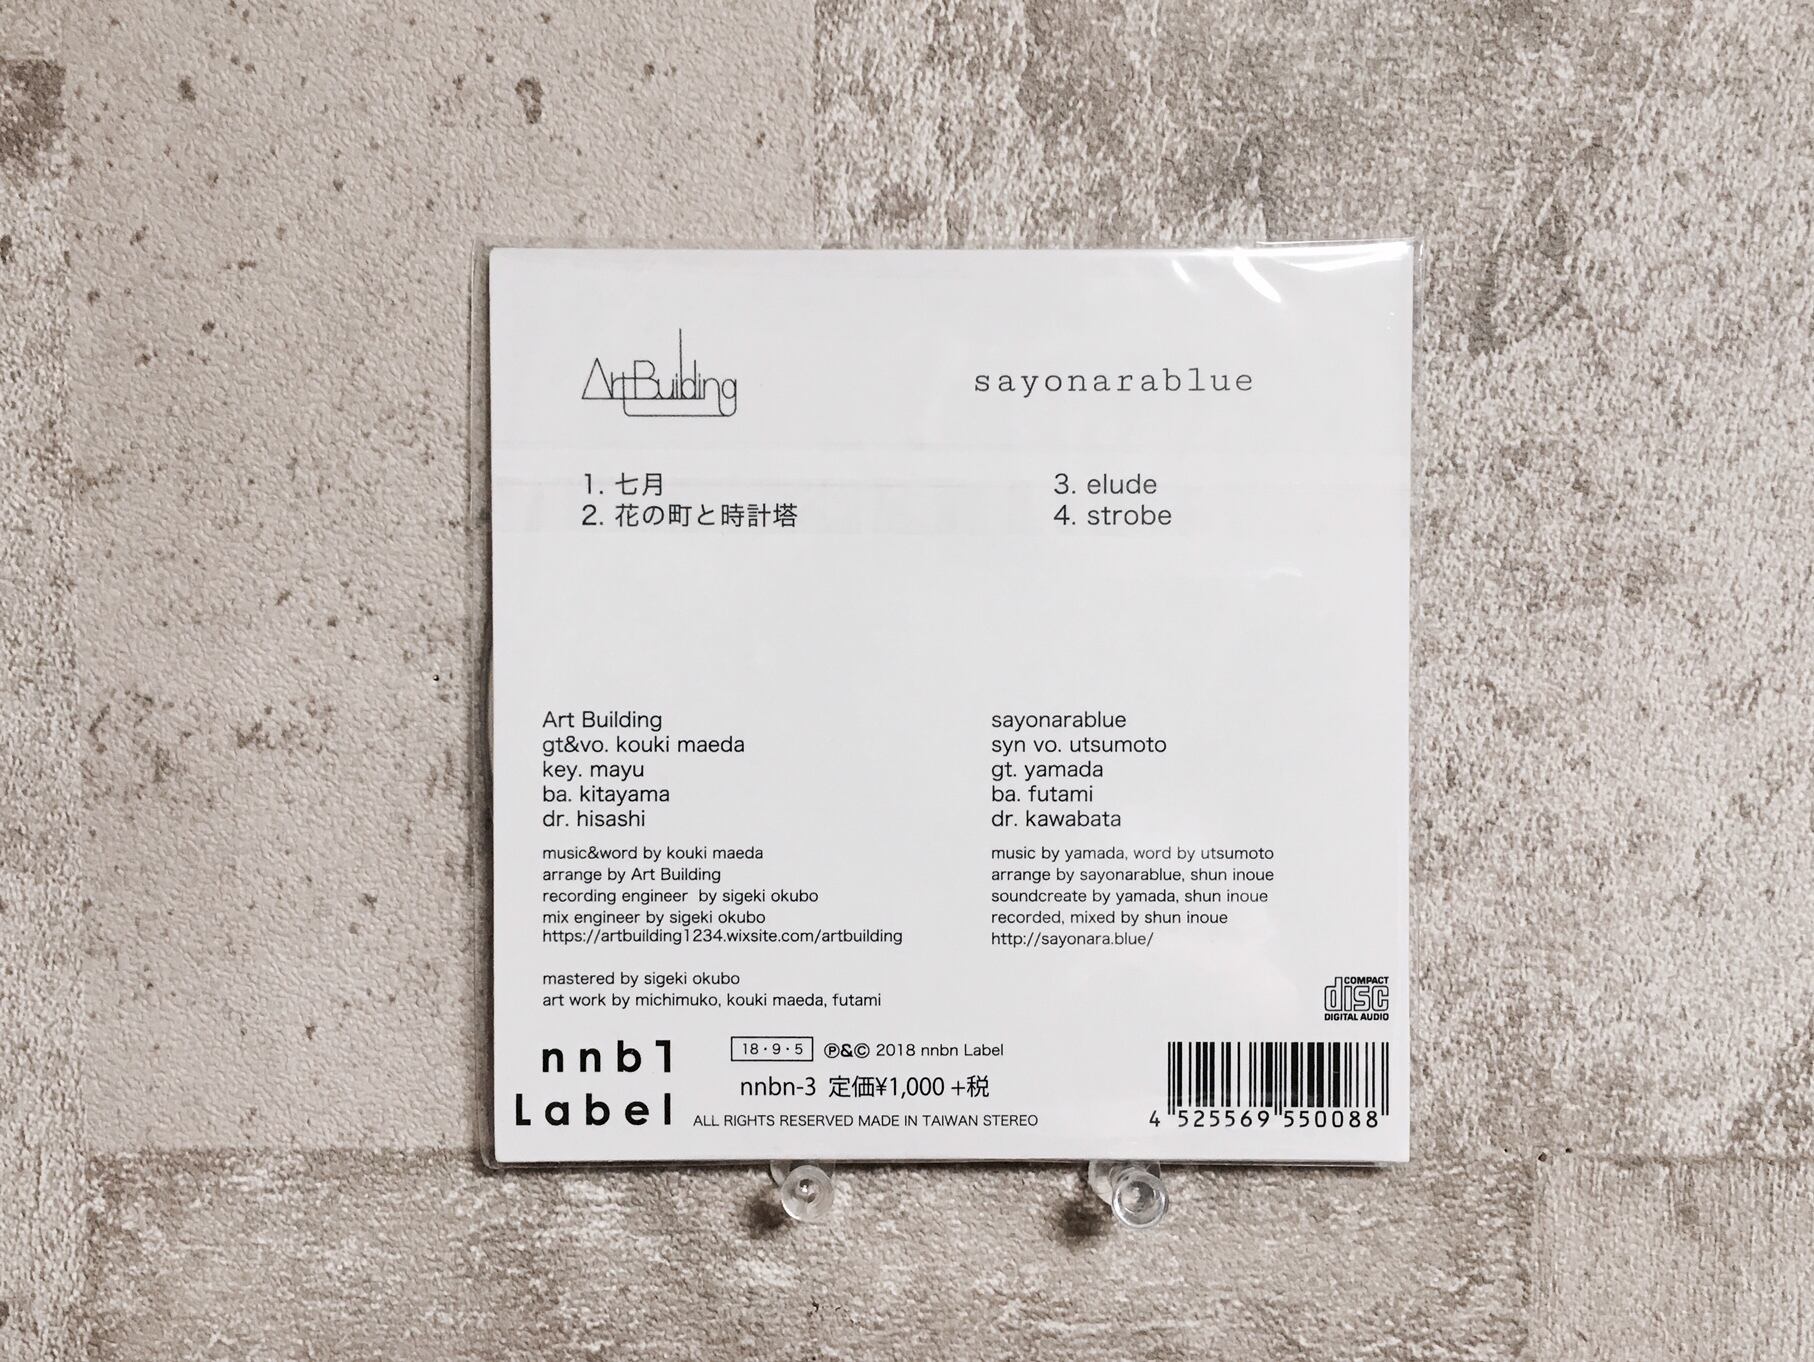 ArtBuilding
sayonarablue
1. 七月
2. 花の町と時計塔
3. elude
4. strobe
Art Building
gt&vo. kouki maeda
key. mayu
ba. kitayama
dr. hisashi
music&word by kouki maeda
arrange by Art Building
recording engineer  by sigeki okubo
mix engineer by sigeki okubo
https://artbuilding1234.wixsite.com/artbuilding
sayonarablue
syn vo. utsumoto
gt. yamada
ba. futami
dr. kawabata
music by yamada, word by utsumoto
arrange by sayonarablue, shun inoue
soundcreate by yamada, shun inoue
recorded, mixed by shun inoue
http://sayonara.blue/
mastered by sigeki okubo
art work by michimuko, kouki maeda, futami
COMPACT
disc
DIGITAL AUDIO
nnb1
Label
18・9・5 ℗&© 2018 nnbn Label
nnbn-3 定価¥1,000 +税
ALL RIGHTS RESERVED MADE IN TAIWAN STEREO
4 525569 550088